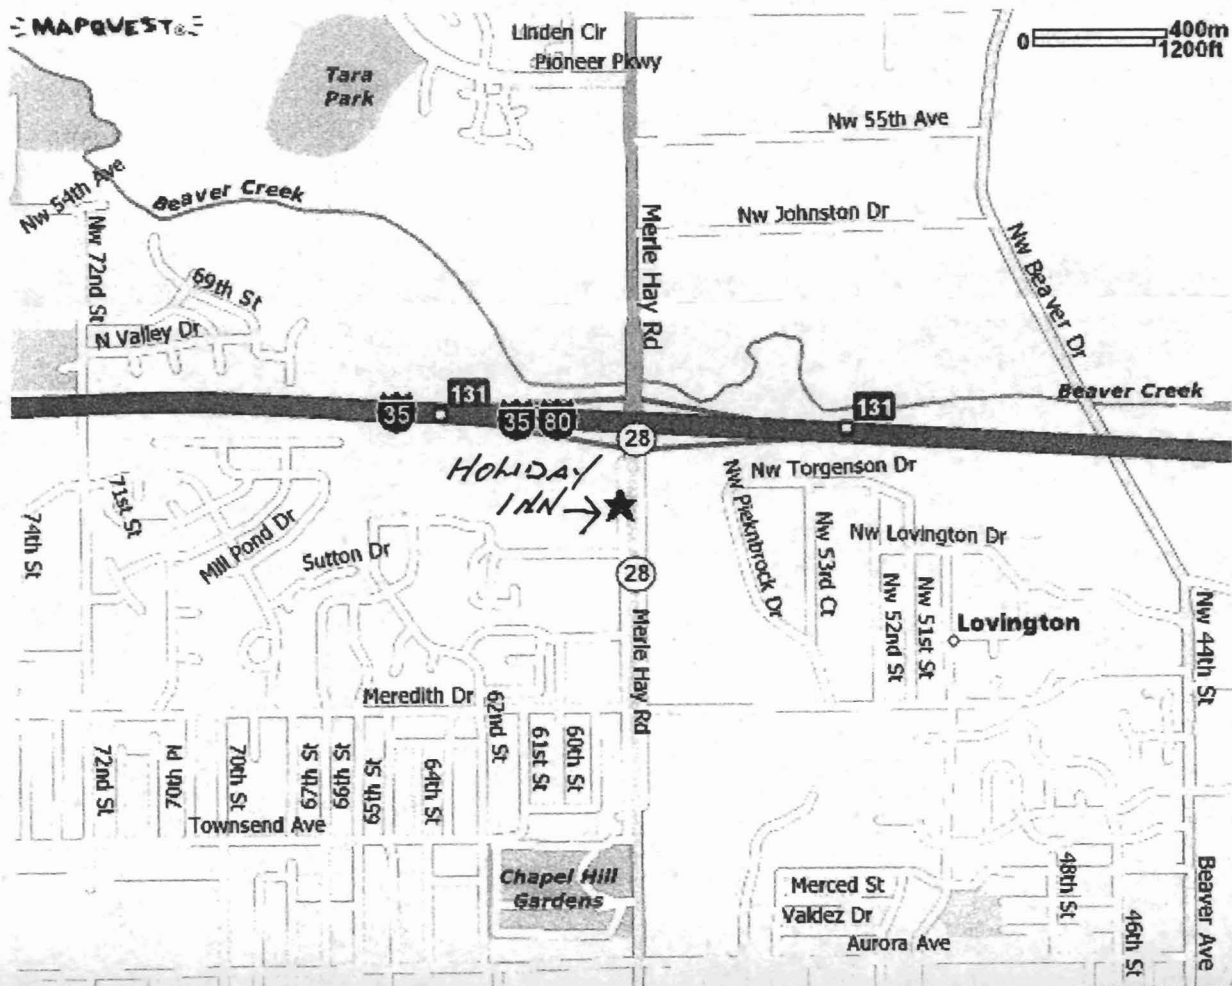 MAPQUEST®
Linden Cir
Pioneer Pkwy
0 400m
1200ft
Tara
Park
Nw 55th Ave
Nw 54th Ave
Beaver Creek
Nw Johnston Dr
Merle Hay Rd
Nw 72nd St
Nw Beaver Dr
69th St
N Valley Dr
131
35
35
80
131
Beaver Creek
28
HOLIDAY
INN →
Nw Torgenson Dr
71st St
74th St
Mill Pond Dr
Sutton Dr
Nw Pieknbrock Dr
Nw 53rd Ct
Nw Lovington Dr
28
Nw 52nd St
Nw 51st St
Lovington
Nw 44th St
Merle Hay Rd
Meredith Dr
62nd St
61st St
60th St
72nd St
70th Pl
70th St
67th St
66th St
65th St
64th St
Townsend Ave
Chapel Hill
Gardens
Merced St
Valdez Dr
Aurora Ave
48th St
46th St
Beaver Ave